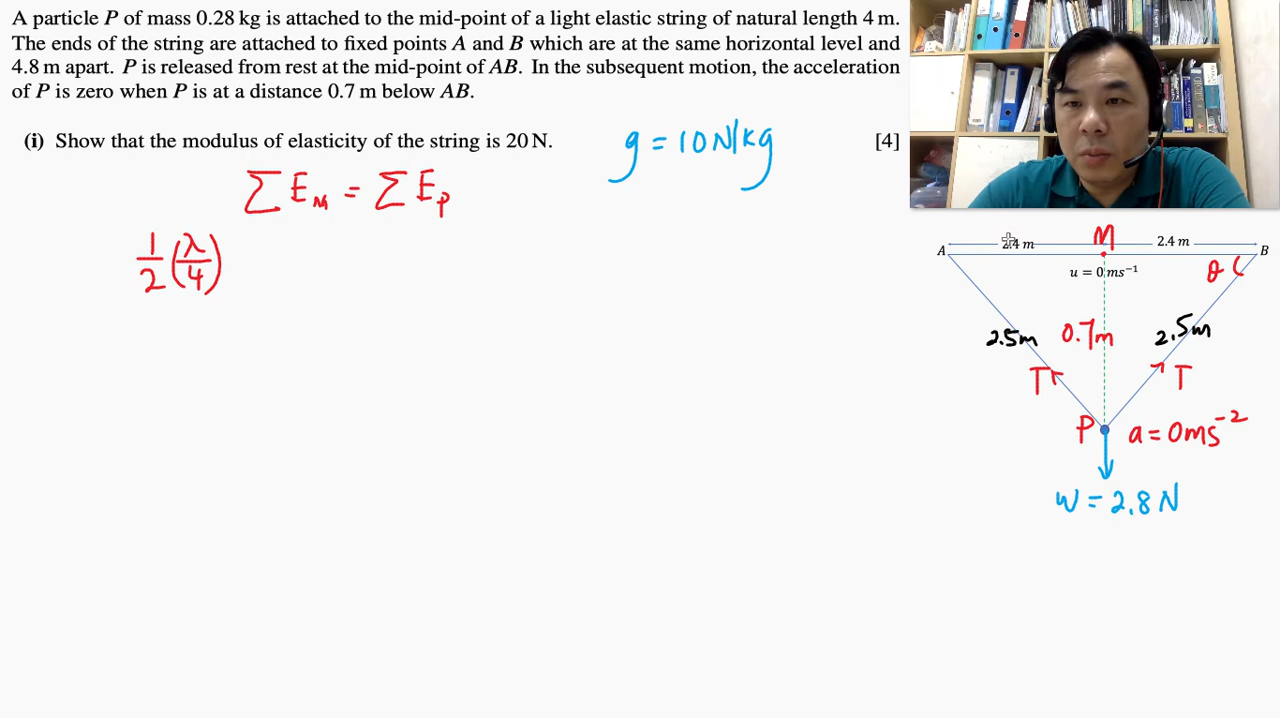 A particle P of mass 0.28 kg is attached to the mid-point of a light elastic string of natural length 4 m.
The ends of the string are attached to fixed points A and B which are at the same horizontal level and
4.8 m apart. P is released from rest at the mid-point of AB. In the subsequent motion, the acceleration
of P is zero when P is at a distance 0.7 m below AB.
(i) Show that the modulus of elasticity of the string is 20 N.
[4]
g = 10 N/kg
∑ E_M = ∑ E_P
1/2 (λ/4)
A
2.4 m
M
2.4 m
B
u = 0 ms⁻¹
θ
2.5m
0.7m
2.5m
T
T
P
a = 0ms⁻²
W = 2.8 N